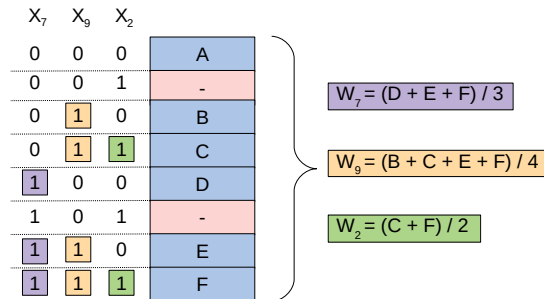 X7 X9 X2
0 0 0 A
0 0 1 -
0 1 0 B
0 1 1 C
1 0 0 D
1 0 1 -
1 1 0 E
1 1 1 F
W7 = (D + E + F) / 3
W9 = (B + C + E + F) / 4
W2 = (C + F) / 2